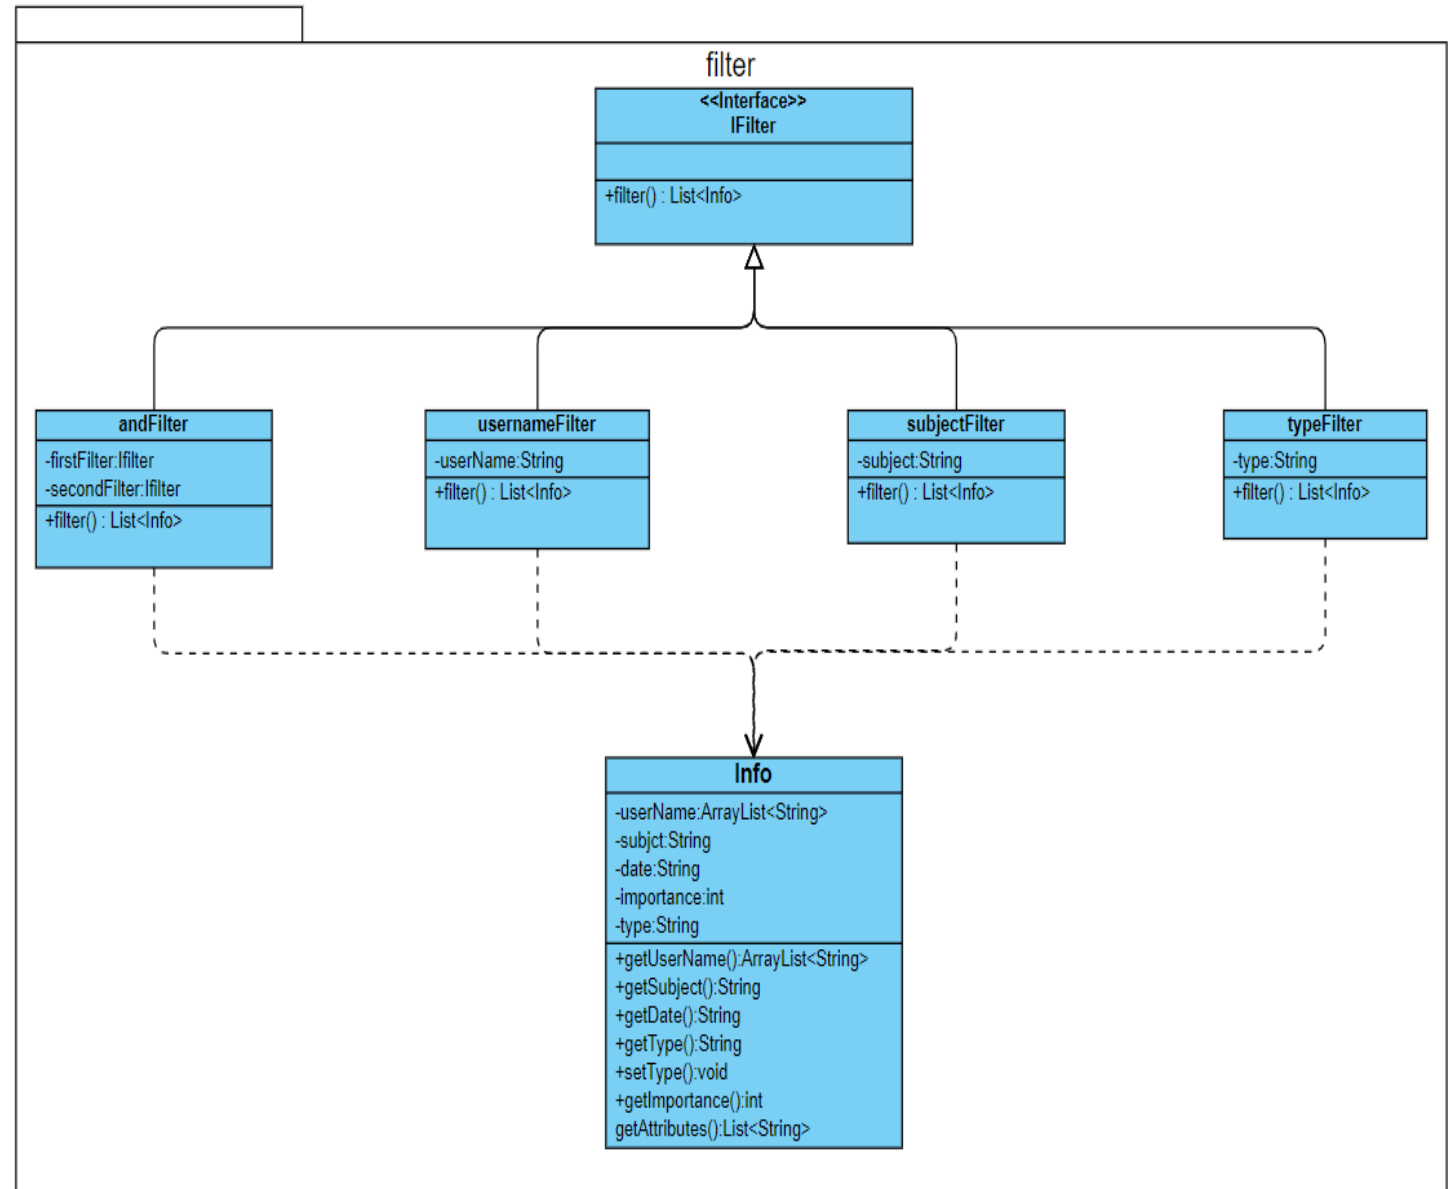 filter
<<Interface>>
IFilter
+filter() : List<Info>
andFilter
-firstFilter:Ifilter
-secondFilter:Ifilter
+filter() : List<Info>
usernameFilter
-userName:String
+filter() : List<Info>
subjectFilter
-subject:String
+filter() : List<Info>
typeFilter
-type:String
+filter() : List<Info>
Info
-userName:ArrayList<String>
-subjct:String
-date:String
-importance:int
-type:String
+getUserName():ArrayList<String>
+getSubject():String
+getDate():String
+getType():String
+setType():void
+getImportance():int
getAttributes():List<String>